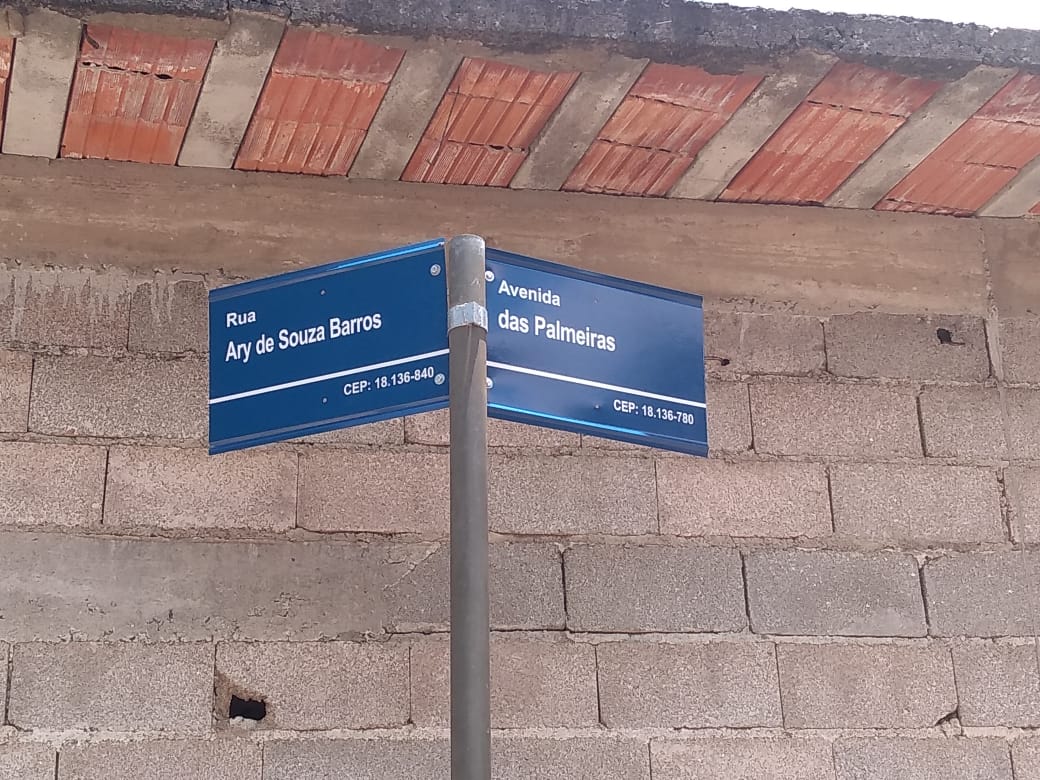 Rua
Ary de Souza Barros
CEP: 18.136-840
Avenida
das Palmeiras
CEP: 18.136-780